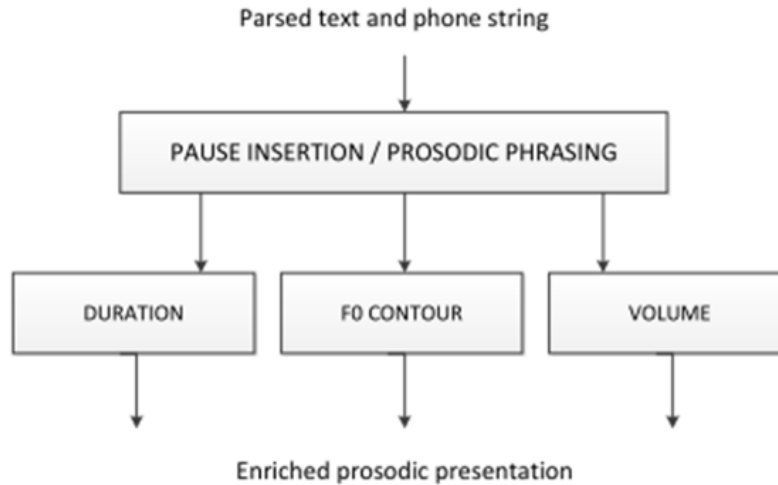 Parsed text and phone string
PAUSE INSERTION / PROSODIC PHRASING
DURATION
F0 CONTOUR
VOLUME
Enriched prosodic presentation